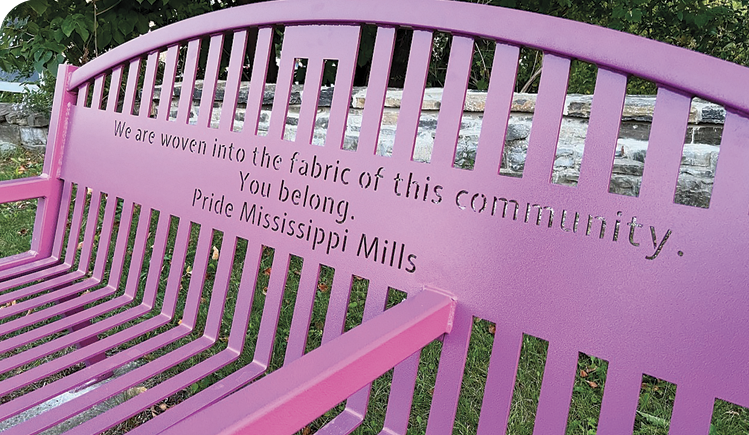 We are woven into the fabric of this community.
You belong.
Pride Mississippi Mills